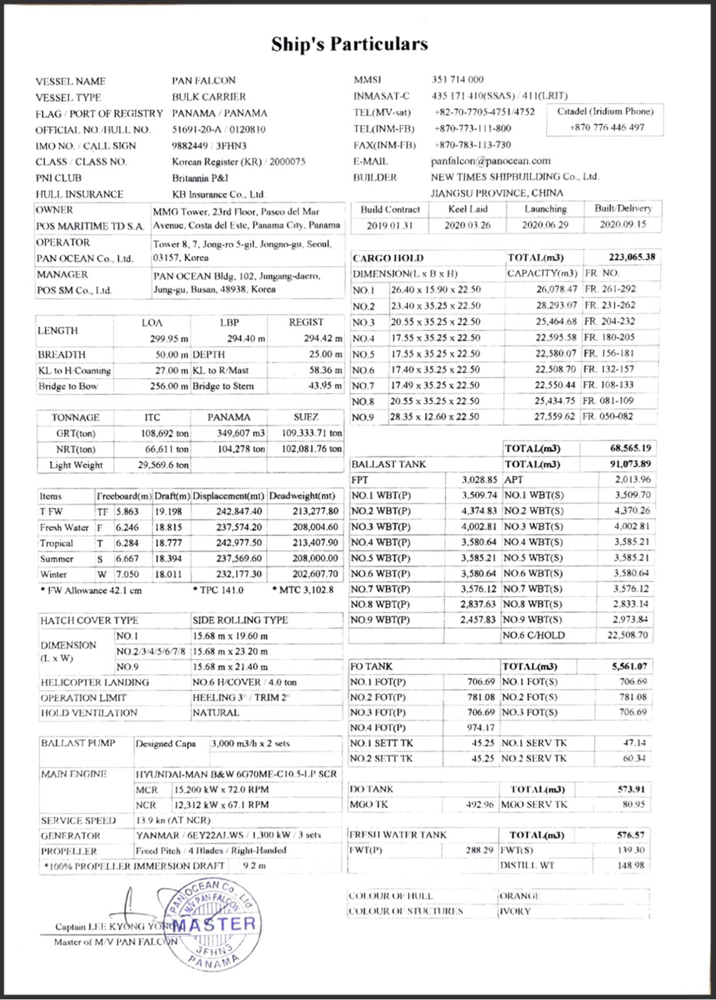 Ship's Particulars
VESSEL NAME PAN FALCON
VESSEL TYPE BULK CARRIER
FLAG / PORT OF REGISTRY PANAMA / PANAMA
OFFICIAL NO./HULL NO. 51691-20-A / 0120810
IMO NO. / CALL SIGN 9882449 / 3FHN3
CLASS / CLASS NO. Korean Register (KR) / 2000075
PNI CLUB Britannia P&I
HULL INSURANCE KB Insurance Co., Ltd.
MMSI 351 714 000
INMASAT-C 435 171 410(SSAS) / 411(LRIT)
TEL(MV-sat) +82-70-7705-4751/4752
TEL(INM-FB) +870-773-111-800
FAX(INM-FB) +870-783-113-730
E-MAIL panfalcon@panocean.com
BUILDER NEW TIMES SHIPBUILDING Co., Ltd.
JIANGSU PROVINCE, CHINA
Citadel (Iridium Phone)
+870 776 446 497
OWNER MMG Tower, 23rd Floor, Paseo del Mar
POS MARITIME TD S.A. Avenue, Costa del Este, Panama City, Panama
OPERATOR Tower 8, 7, Jong-ro 5-gil, Jongno-gu, Seoul,
PAN OCEAN Co., Ltd. 03157, Korea
MANAGER PAN OCEAN Bldg. 102, Jungang-daero,
POS SM Co., Ltd. Jung-gu, Busan, 48938, Korea
Build Contract Keel Laid Launching Built/Delivery
2019.01.31 2020.03.26 2020.06.29 2020.09.15
LENGTH LOA LBP REGIST
299.95 m 294.40 m 294.42 m
BREADTH 50.00 m DEPTH 25.00 m
KL to H/Coaming 27.00 m KL to R/Mast 58.36 m
Bridge to Bow 256.00 m Bridge to Stern 43.95 m
TONNAGE ITC PANAMA SUEZ
GRT(ton) 108,692 ton 349,607 m3 109,333.71 ton
NRT(ton) 66,611 ton 104,278 ton 102,081.76 ton
Light Weight 29,569.6 ton
Items Freeboard(m) Draft(m) Displacement(mt) Deadweight(mt)
T FW TF 5.863 19.198 242,847.40 213,277.80
Fresh Water F 6.246 18.815 237,574.20 208,004.60
Tropical T 6.284 18.777 242,977.50 213,407.90
Summer S 6.667 18.394 237,569.60 208,000.00
Winter W 7.050 18.011 232,177.30 202,607.70
* FW Allowance 42.1 cm * TPC 141.0 * MTC 3,102.8
HATCH COVER TYPE SIDE ROLLING TYPE
DIMENSION (L x W)
NO.1 15.68 m x 19.60 m
NO.2/3/4/5/6/7/8 15.68 m x 23.20 m
NO.9 15.68 m x 21.40 m
HELICOPTER LANDING NO.6 H/COVER / 4.0 ton
OPERATION LIMIT HEELING 3° / TRIM 2°
HOLD VENTILATION NATURAL
BALLAST PUMP Designed Capa 3,000 m3/h x 2 sets
MAIN ENGINE HYUNDAI-MAN B&W 6G70ME-C10.5-LP SCR
MCR 15,200 kW x 72.0 RPM
NCR 12,312 kW x 67.1 RPM
SERVICE SPEED 13.9 kn (AT NCR)
GENERATOR YANMAR / 6EY22ALWS / 1,300 kW / 3 sets
PROPELLER Fixed Pitch / 4 Blades / Right-Handed
*100% PROPELLER IMMERSION DRAFT 9.2 m
CARGO HOLD TOTAL(m3) 223,065.38
DIMENSION(L x B x H) CAPACITY(m3) FR. NO.
NO.1 26.40 x 15.90 x 22.50 26,078.47 FR. 261-292
NO.2 23.40 x 35.25 x 22.50 28,293.07 FR. 231-262
NO.3 20.55 x 35.25 x 22.50 25,464.68 FR. 204-232
NO.4 17.55 x 35.25 x 22.50 22,595.58 FR. 180-205
NO.5 17.55 x 35.25 x 22.50 22,580.07 FR. 156-181
NO.6 17.40 x 35.25 x 22.50 22,508.70 FR. 132-157
NO.7 17.49 x 35.25 x 22.50 22,550.44 FR. 108-133
NO.8 20.55 x 35.25 x 22.50 25,434.75 FR. 081-109
NO.9 28.35 x 12.60 x 22.50 27,559.62 FR. 050-082
TOTAL(m3) 68,565.19
BALLAST TANK TOTAL(m3) 91,073.89
FPT 3,028.85 APT 2,013.96
NO.1 WBT(P) 3,509.74 NO.1 WBT(S) 3,509.70
NO.2 WBT(P) 4,374.83 NO.2 WBT(S) 4,370.26
NO.3 WBT(P) 4,002.81 NO.3 WBT(S) 4,002.81
NO.4 WBT(P) 3,580.64 NO.4 WBT(S) 3,585.21
NO.5 WBT(P) 3,585.21 NO.5 WBT(S) 3,585.21
NO.6 WBT(P) 3,580.64 NO.6 WBT(S) 3,580.64
NO.7 WBT(P) 3,576.12 NO.7 WBT(S) 3,576.12
NO.8 WBT(P) 2,837.63 NO.8 WBT(S) 2,833.14
NO.9 WBT(P) 2,457.83 NO.9 WBT(S) 2,973.84
NO.6 C/HOLD 22,508.70
FO TANK TOTAL(m3) 5,561.07
NO.1 FOT(P) 706.69 NO.1 FOT(S) 706.69
NO.2 FOT(P) 781.08 NO.2 FOT(S) 781.08
NO.3 FOT(P) 706.69 NO.3 FOT(S) 706.69
NO.4 FOT(P) 974.17
NO.1 SETT TK 45.25 NO.1 SERV TK 47.14
NO.2 SETT TK 45.25 NO.2 SERV TK 60.34
DO TANK TOTAL(m3) 573.91
MGO TK 492.96 MGO SERV TK 80.95
FRESH WATER TANK TOTAL(m3) 576.57
FWT(P) 288.29 FWT(S) 139.30
DISTILL WT 148.98
COLOUR OF HULL ORANGE
COLOUR OF STUCTURES IVORY
Captain LEE KYONG YONG
Master of M/V PAN FALCON
PAN OCEAN Co., Ltd.
M/V PAN FALCON
MASTER
3FHN3
PANAMA